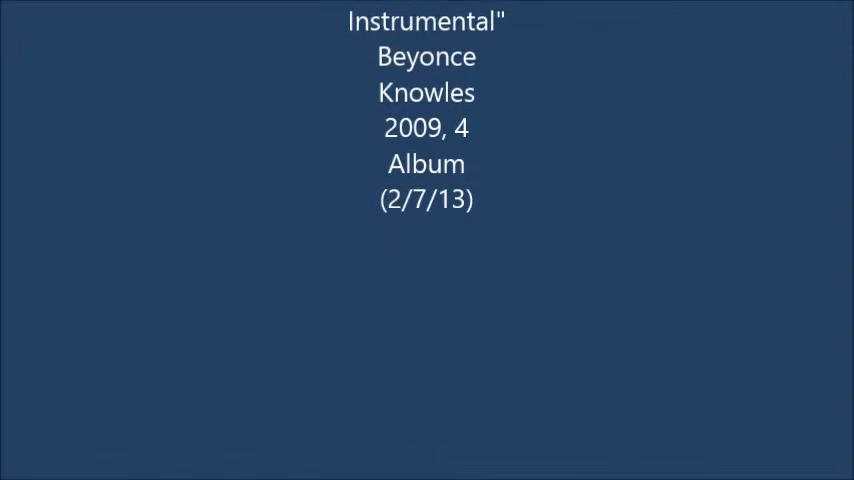 Instrumental"
Beyonce
Knowles
2009, 4
Album
(2/7/13)